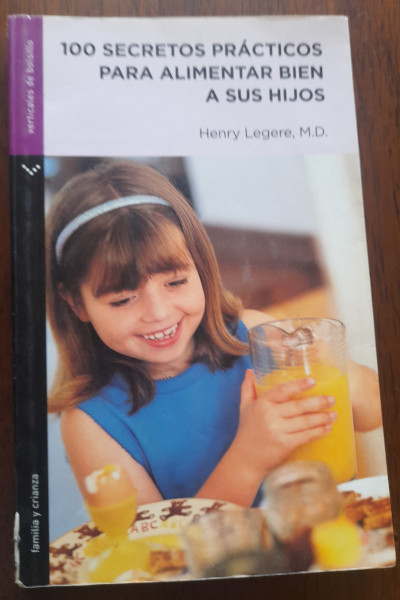 100 SECRETOS PRÁCTICOS
PARA ALIMENTAR BIEN
A SUS HIJOS
Henry Legere, M.D.
verticales de bolsillo
familia y crianza
ABC